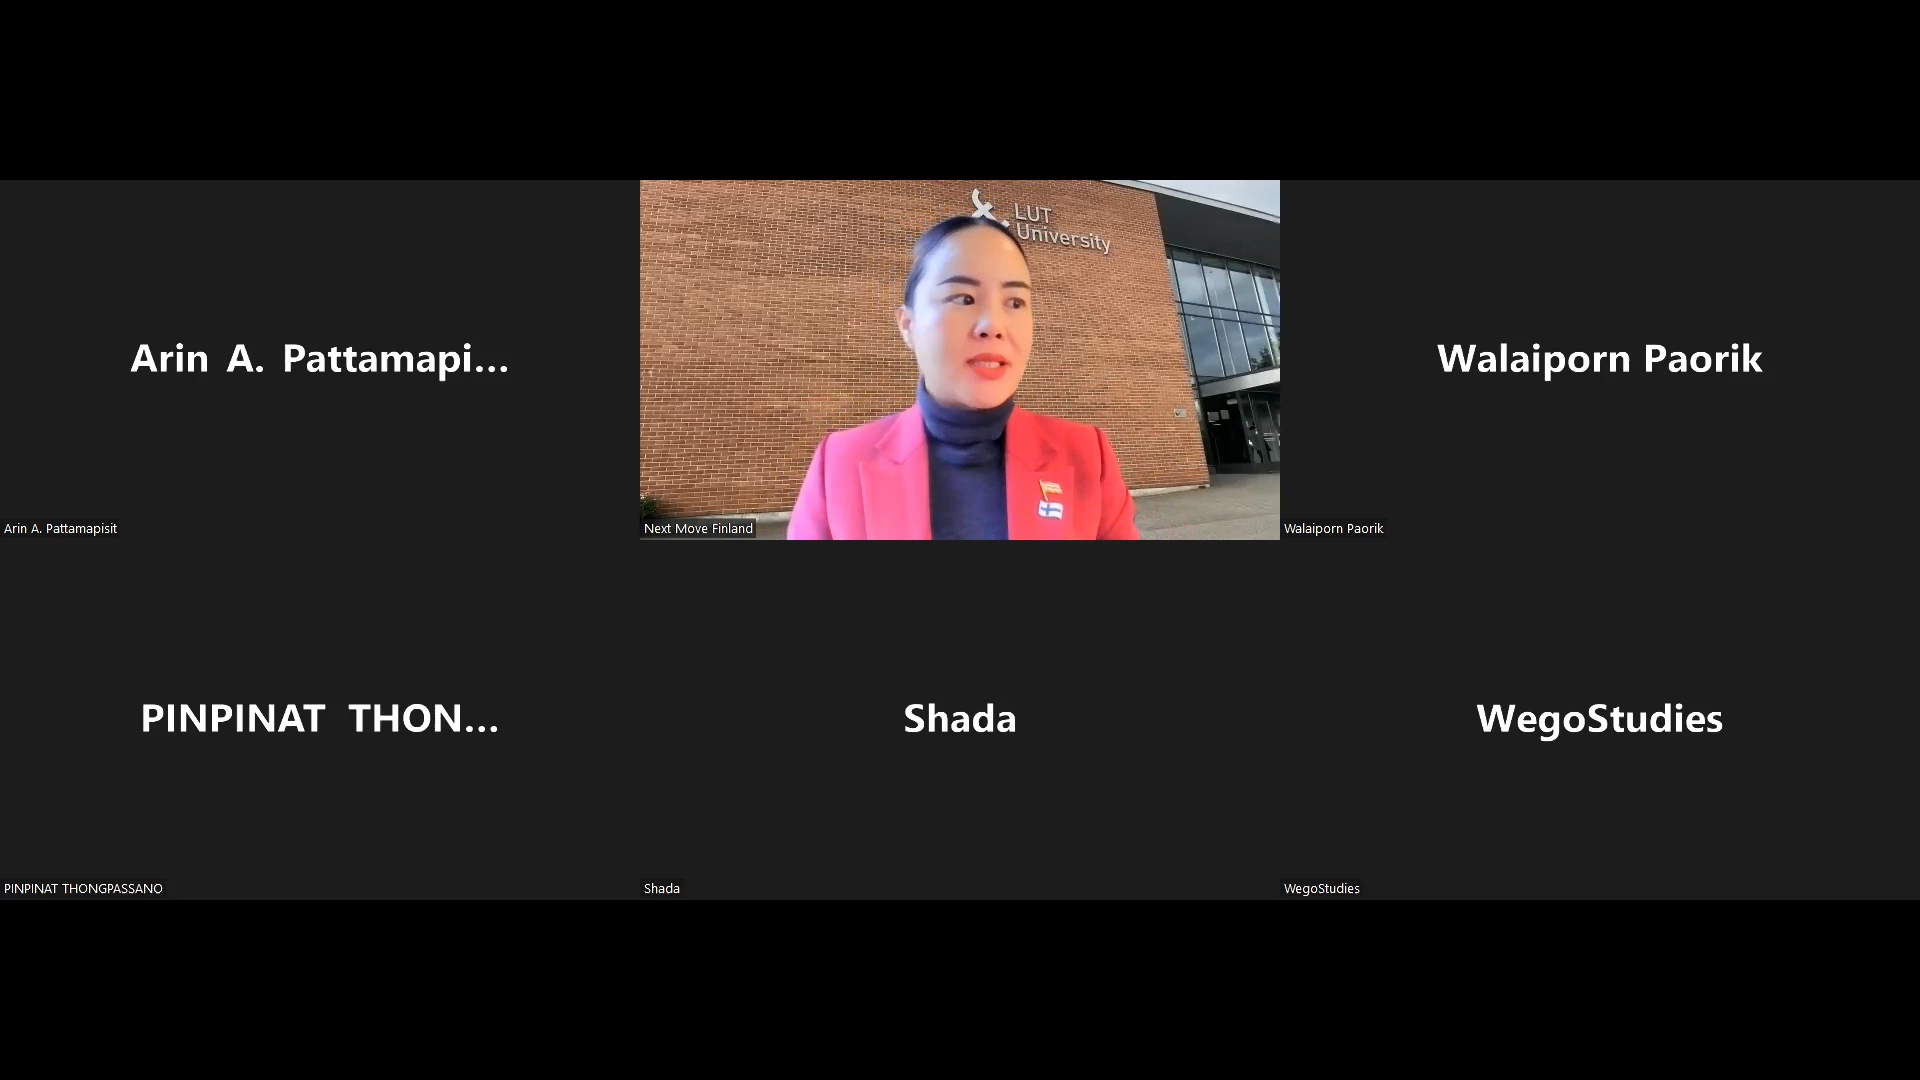 LUT
University
Arin A. Pattamapi...
Walaiporn Paorik
Arin A. Pattamapisit
Next Move Finland
Walaiporn Paorik
PINPINAT THON...
Shada
WegoStudies
PINPINAT THONGPASSANO
Shada
WegoStudies